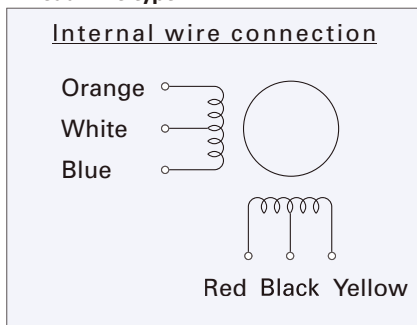 Internal wire connection
Orange
White
Blue
Red Black Yellow